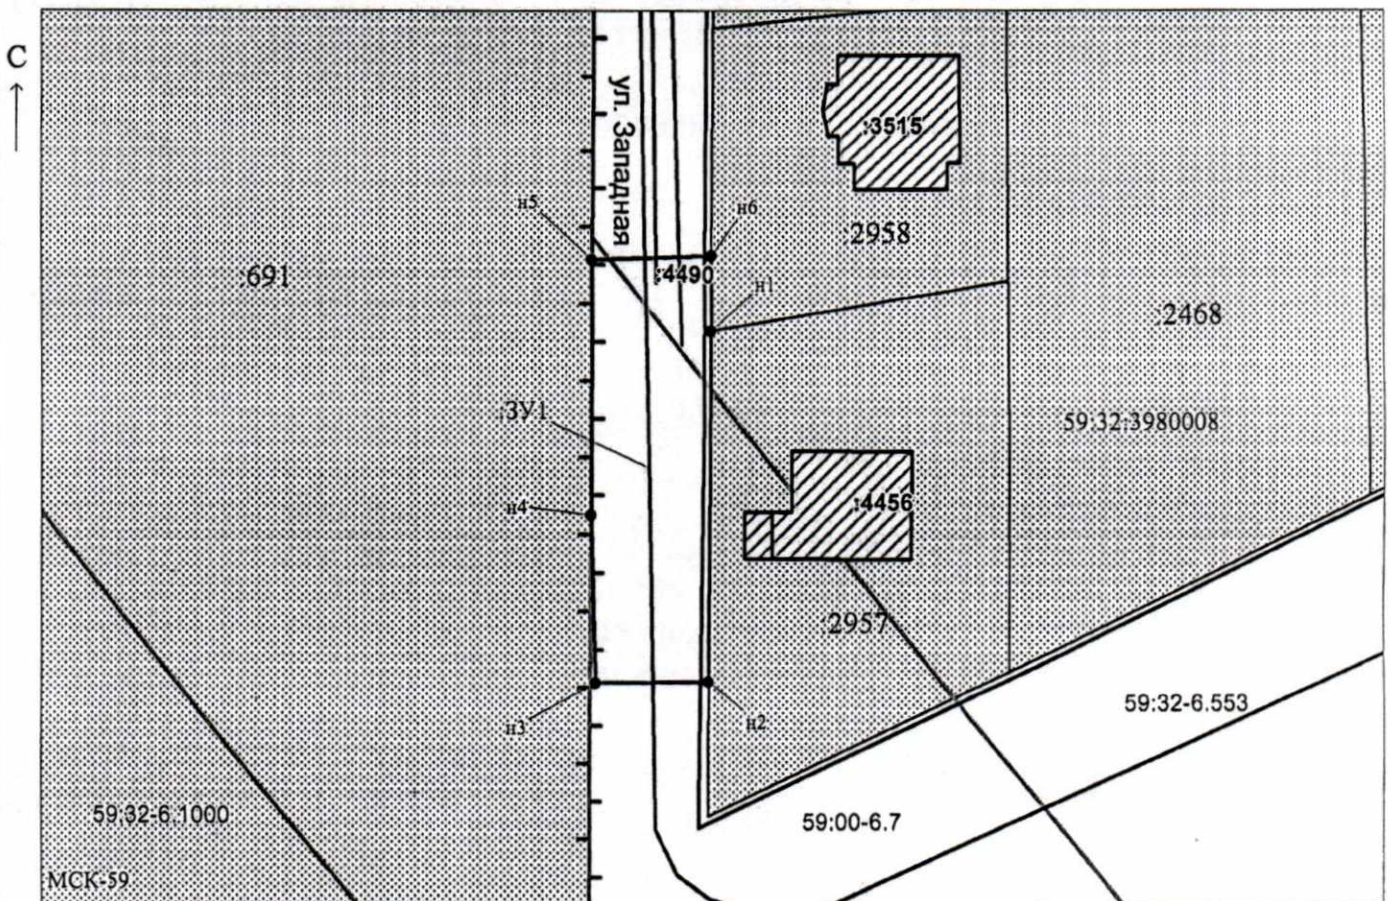 С
ул. Западная
:3515
н5
н6
:2958
:691
:4490
н1
:2468
:ЗУ1
59:32:3980008
н4
:4456
:2957
н3
н2
59:32-6.553
59:32-6.1000
59:00-6.7
МСК-59